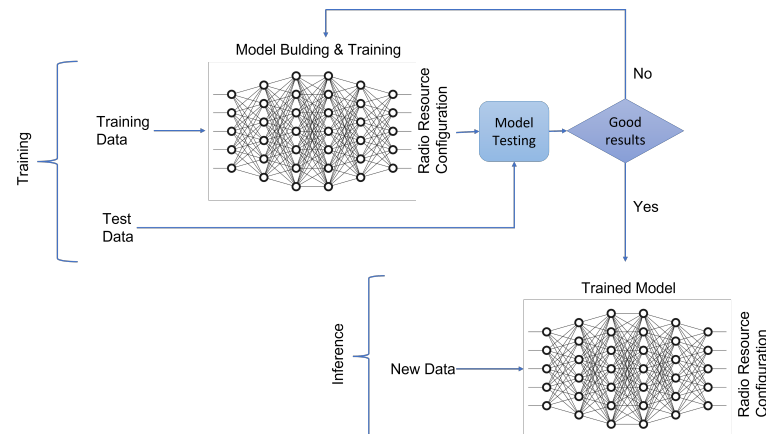 Model Bulding & Training
No
Training
Training
Data
Radio Resource
Configuration
Model
Testing
Good
results
Test
Data
Yes
Trained Model
Inference
New Data
Radio Resource
Configuration